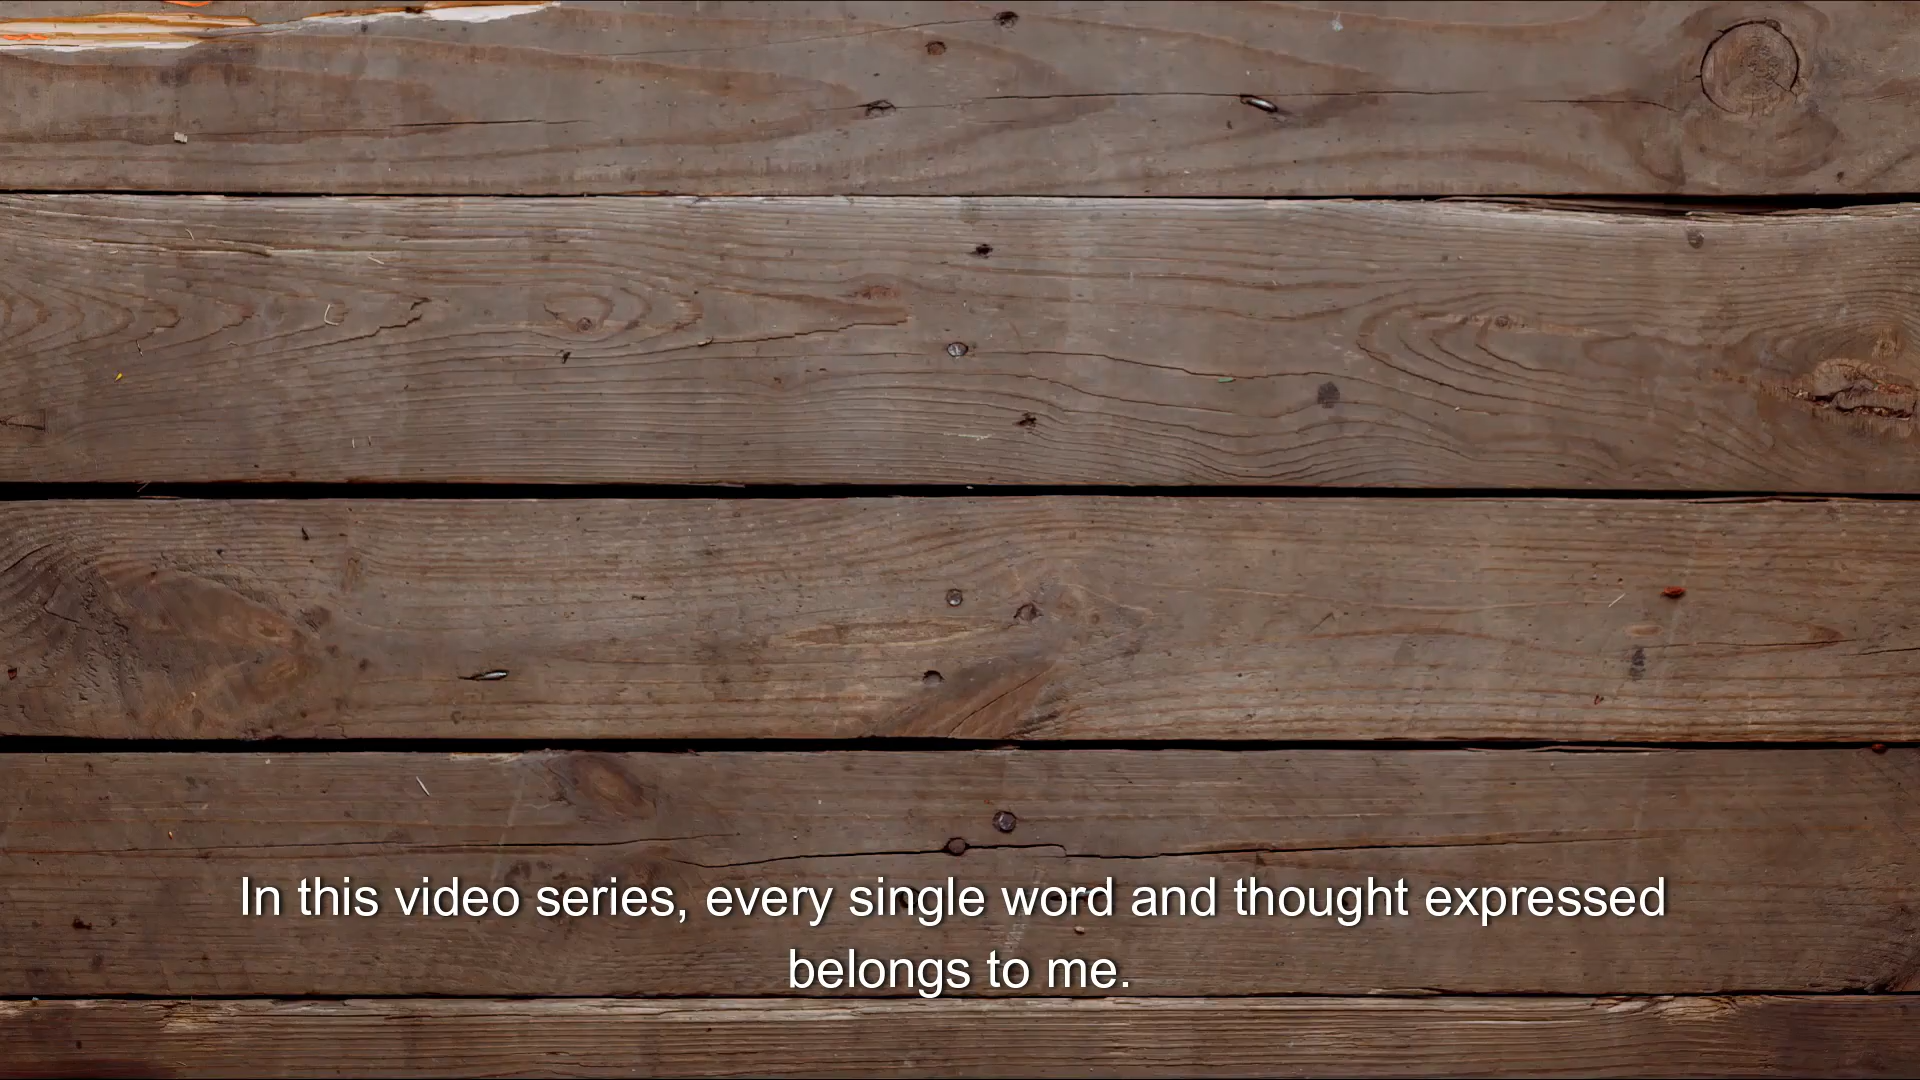 In this video series, every single word and thought expressed
belongs to me.